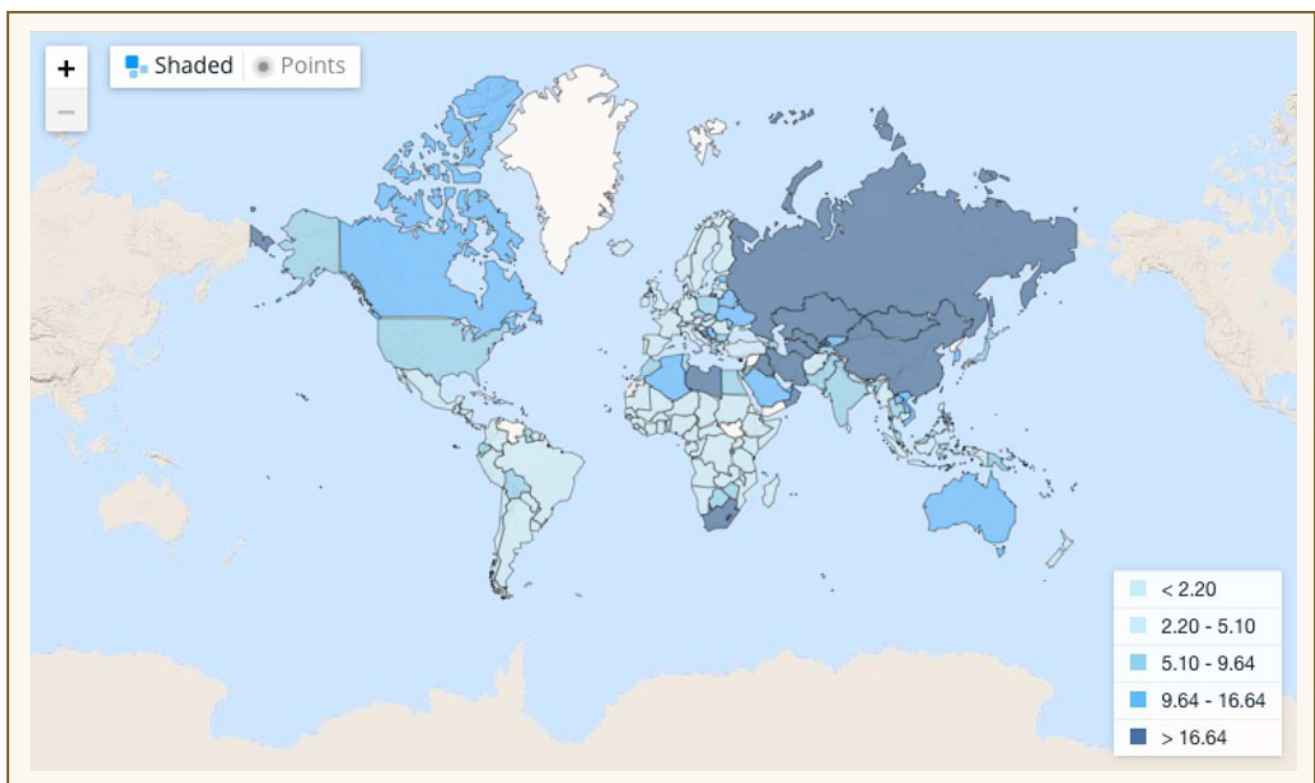 +
Shaded
Points
−
< 2.20
2.20 - 5.10
5.10 - 9.64
9.64 - 16.64
> 16.64